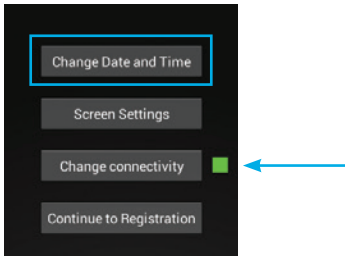 Change Date and Time
Screen Settings
Change connectivity
Continue to Registration